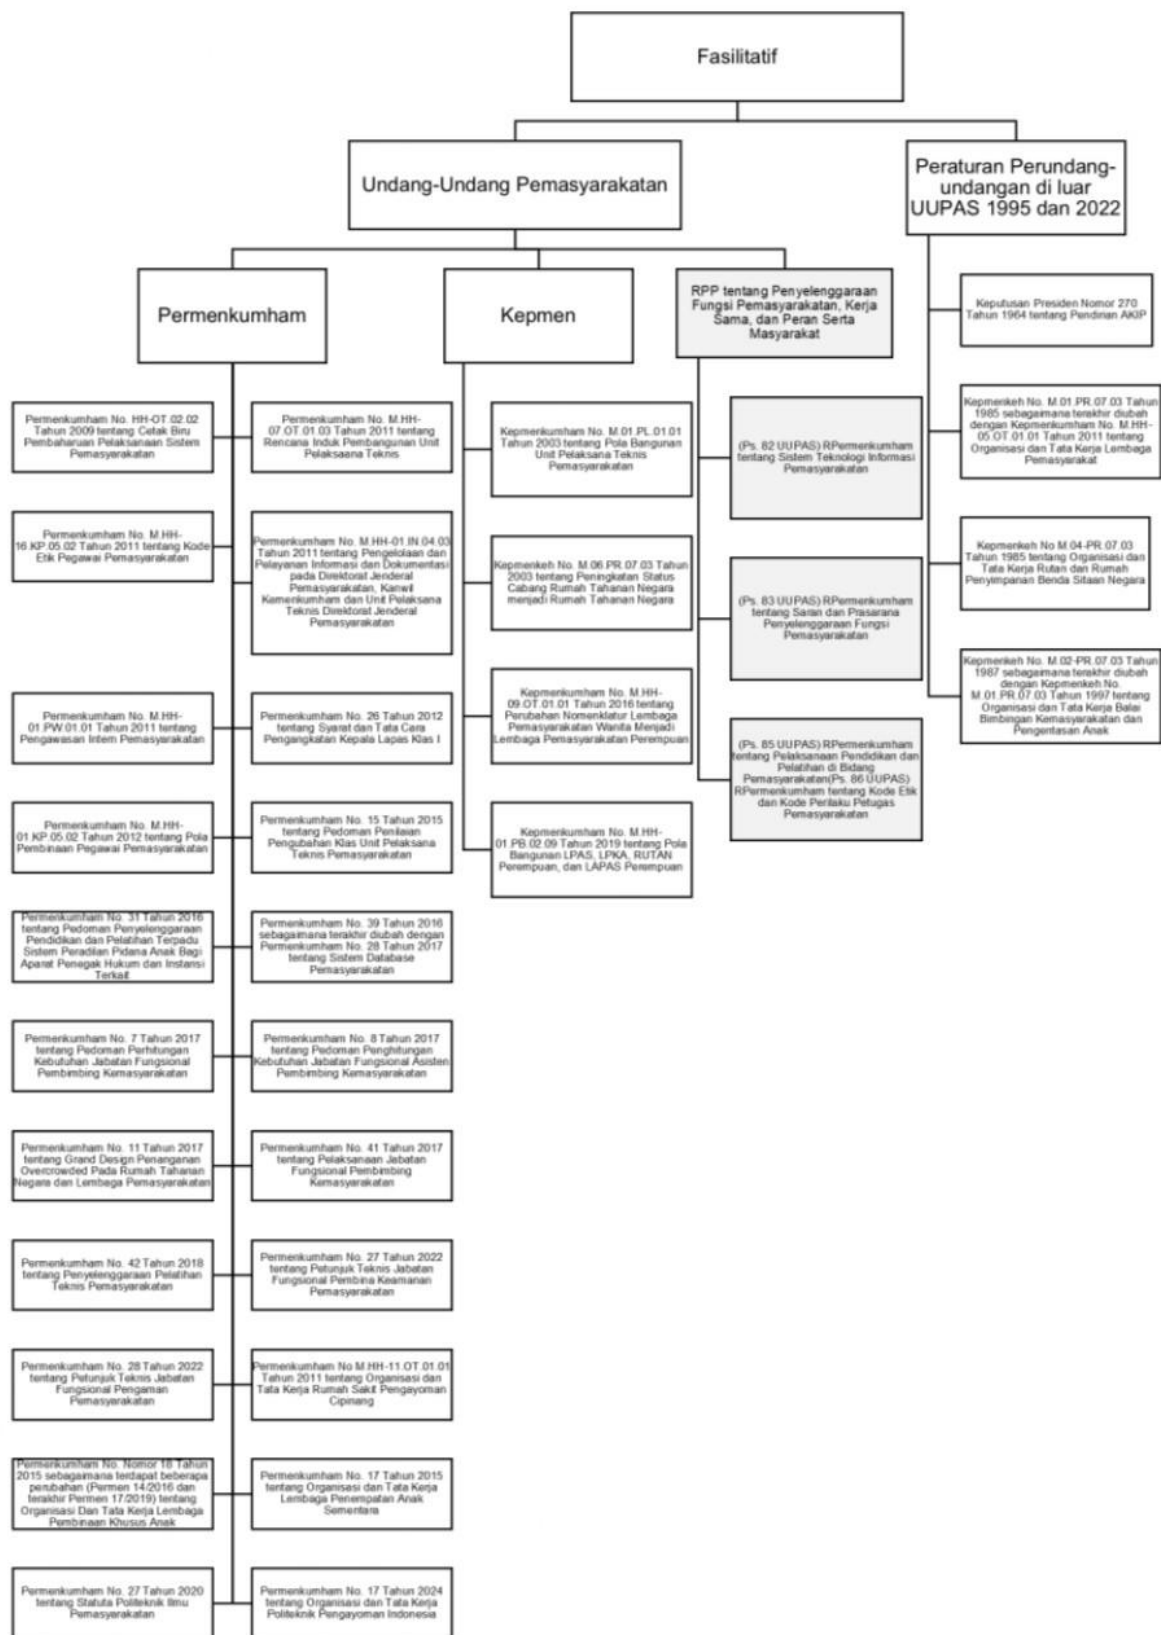 Fasilitatif
Undang-Undang Pemasyarakatan
Peraturan Perundang-
undangan di luar
UUPAS 1995 dan 2022
Permenkumham
Kepmen
RPP tentang Penyelenggaraan
Fungsi Pemasyarakatan, Kerja
Sama, dan Peran Serta
Masyarakat
Permenkumham No. HH-OT.02.02
Tahun 2009 tentang Cetak Biru
Pembaharuan Pelaksanaan Sistem
Pemasyarakatan
Permenkumham No. M.HH-
07.OT.01.03 Tahun 2011 tentang
Rencana Induk Pembangunan Unit
Pelaksaena Teknis
Permenkumham No. M.HH-
16.KP.05.02 Tahun 2011 tentang Kode
Etik Pegawai Pemasyarakatan
Permenkumham No. M.HH-01.IN.04.03
Tahun 2011 tentang Pengelolaan dan
Pelayanan Informasi dan Dokumentasi
pada Direktorat Jenderal
Pemasyarakatan, Kanwil
Kemenkumham dan Unit Pelaksana
Teknis Direktorat Jenderal
Pemasyarakatan
Permenkumham No. M.HH-
01.PW.01.01 Tahun 2011 tentang
Pengawasan Intern Pemasyarakatan
Permenkumham No. 26 Tahun 2012
tentang Syarat dan Tata Cara
Pengangkatan Kepala Lapas Klas I
Permenkumham No. M.HH-
01.KP.05.02 Tahun 2012 tentang Pola
Pembinaan Pegawai Pemasyarakatan
Permenkumham No. 15 Tahun 2015
tentang Pedoman Penilaian
Pengubahan Klas Unit Pelaksana
Teknis Pemasyarakatan
Permenkumham No. 31 Tahun 2016
tentang Pedoman Penyelenggaraan
Pendidikan dan Pelatihan Terpadu
Sistem Peradilan Pidana Anak Bagi
Aparat Penegak Hukum dan Instansi
Terkait
Permenkumham No. 39 Tahun 2016
sebagaimana terakhir diubah dengan
Permenkumham No. 28 Tahun 2017
tentang Sistem Database
Pemasyarakatan
Permenkumham No. 7 Tahun 2017
tentang Pedoman Perhitungan
Kebutuhan Jabatan Fungsional
Pembimbing Kemasyarakatan
Permenkumham No. 8 Tahun 2017
tentang Pedoman Penghitungan
Kebutuhan Jabatan Fungsional Asisten
Pembimbing Kemasyarakatan
Permenkumham No. 11 Tahun 2017
tentang Grand Design Penanganan
Overcrowded Pada Rumah Tahanan
Negara dan Lembaga Pemasyarakatan
Permenkumham No. 41 Tahun 2017
tentang Pelaksanaan Jabatan
Fungsional Pembimbing
Kemasyarakatan
Permenkumham No. 42 Tahun 2018
tentang Penyelenggaraan Pelatihan
Teknis Pemasyarakatan
Permenkumham No. 27 Tahun 2022
tentang Petunjuk Teknis Jabatan
Fungsional Pembina Keamanan
Pemasyarakatan
Permenkumham No. 28 Tahun 2022
tentang Petunjuk Teknis Jabatan
Fungsional Pengaman
Pemasyarakatan
Permenkumham No M.HH-11.OT.01.01
Tahun 2011 tentang Organisasi dan
Tata Kerja Rumah Sakit Pengayoman
Cipinang
Permenkumham No. Nomor 18 Tahun
2015 sebagaimana terdapat beberapa
perubahan (Permen 14/2016 dan
terakhir Permen 17/2019) tentang
Organisasi Dan Tata Kerja Lembaga
Pembinaan Khusus Anak
Permenkumham No. 17 Tahun 2015
tentang Organisasi dan Tata Kerja
Lembaga Penempatan Anak
Sementara
Permenkumham No. 27 Tahun 2020
tentang Statuta Politeknik Ilmu
Pemasyarakatan
Permenkumham No. 17 Tahun 2024
tentang Organisasi dan Tata Kerja
Politeknik Pengayoman Indonesia
Kepmenkumham No. M.01.PL.01.01
Tahun 2003 tentang Pola Bangunan
Unit Pelaksana Teknis
Pemasyarakatan
Kepmenkeh No. M.06.PR.07.03 Tahun
2003 tentang Peningkatan Status
Cabang Rumah Tahanan Negara
menjadi Rumah Tahanan Negara
Kepmenkumham No. M.HH-
09.OT.01.01 Tahun 2016 tentang
Perubahan Nomenklatur Lembaga
Pemasyarakatan Wanita Menjadi
Lembaga Pemasyarakatan Perempuan
Kepmenkumham No. M.HH-
01.PB.02.09 Tahun 2019 tentang Pola
Bangunan LPAS, LPKA, RUTAN
Perempuan, dan LAPAS Perempuan
(Ps. 82 UUPAS) RPermenkumham
tentang Sistem Teknologi Informasi
Pemasyarakatan
(Ps. 83 UUPAS) RPermenkumham
tentang Saran dan Prasarana
Penyelenggaraan Fungsi
Pemasyarakatan
(Ps. 85 UUPAS) RPermenkumham
tentang Pelaksanaan Pendidikan dan
Pelatihan di Bidang
Pemasyarakatan(Ps. 86 UUPAS)
RPermenkumham tentang Kode Etik
dan Kode Perilaku Petugas
Pemasyarakatan
Keputusan Presiden Nomor 270
Tahun 1964 tentang Pendirian AKIP
Kepmenkeh No. M.01.PR.07.03 Tahun
1985 sebagaimana terakhir diubah
dengan Kepmenkumham No. M.HH-
05.OT.01.01 Tahun 2011 tentang
Organisasi dan Tata Kerja Lembaga
Pemasyarakat
Kepmenkeh No M.04-PR.07.03
Tahun 1985 tentang Organisasi dan
Tata Kerja Rutan dan Rumah
Penyimpanan Benda Sitaan Negara
Kepmenkeh No. M.02-PR.07.03 Tahun
1987 sebagaimana terakhir diubah
dengan Kepmenkeh No.
M.01.PR.07.03 Tahun 1997 tentang
Organisasi dan Tata Kerja Balai
Bimbingan Kemasyarakatan dan
Pengentasan Anak